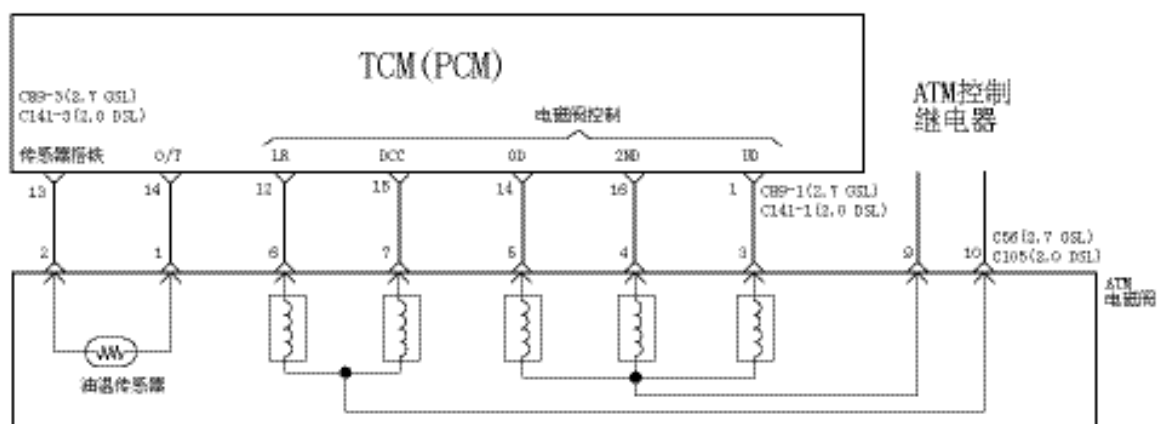 TCM(PCM)
C89-3(2.7 GSL)
C141-3(2.0 DSL)
ATM控制
继电器
电磁阀控制
传感器搭铁 O/T LR DCC OD 2ND UD
13 14 12 15 14 16 1
C89-1(2.7 GSL)
C141-1(2.0 DSL)
C56(2.7 GSL)
C105(2.0 DSL)
2 1 6 7 5 4 3 9 10
ATM
电磁阀
油温传感器